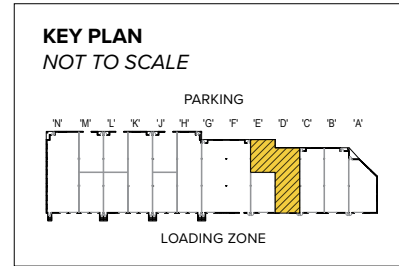 KEY PLAN
NOT TO SCALE
PARKING
'N' 'M' 'L' 'K' 'J' 'H' 'G' 'F' 'E' 'D' 'C' 'B' 'A'
LOADING ZONE